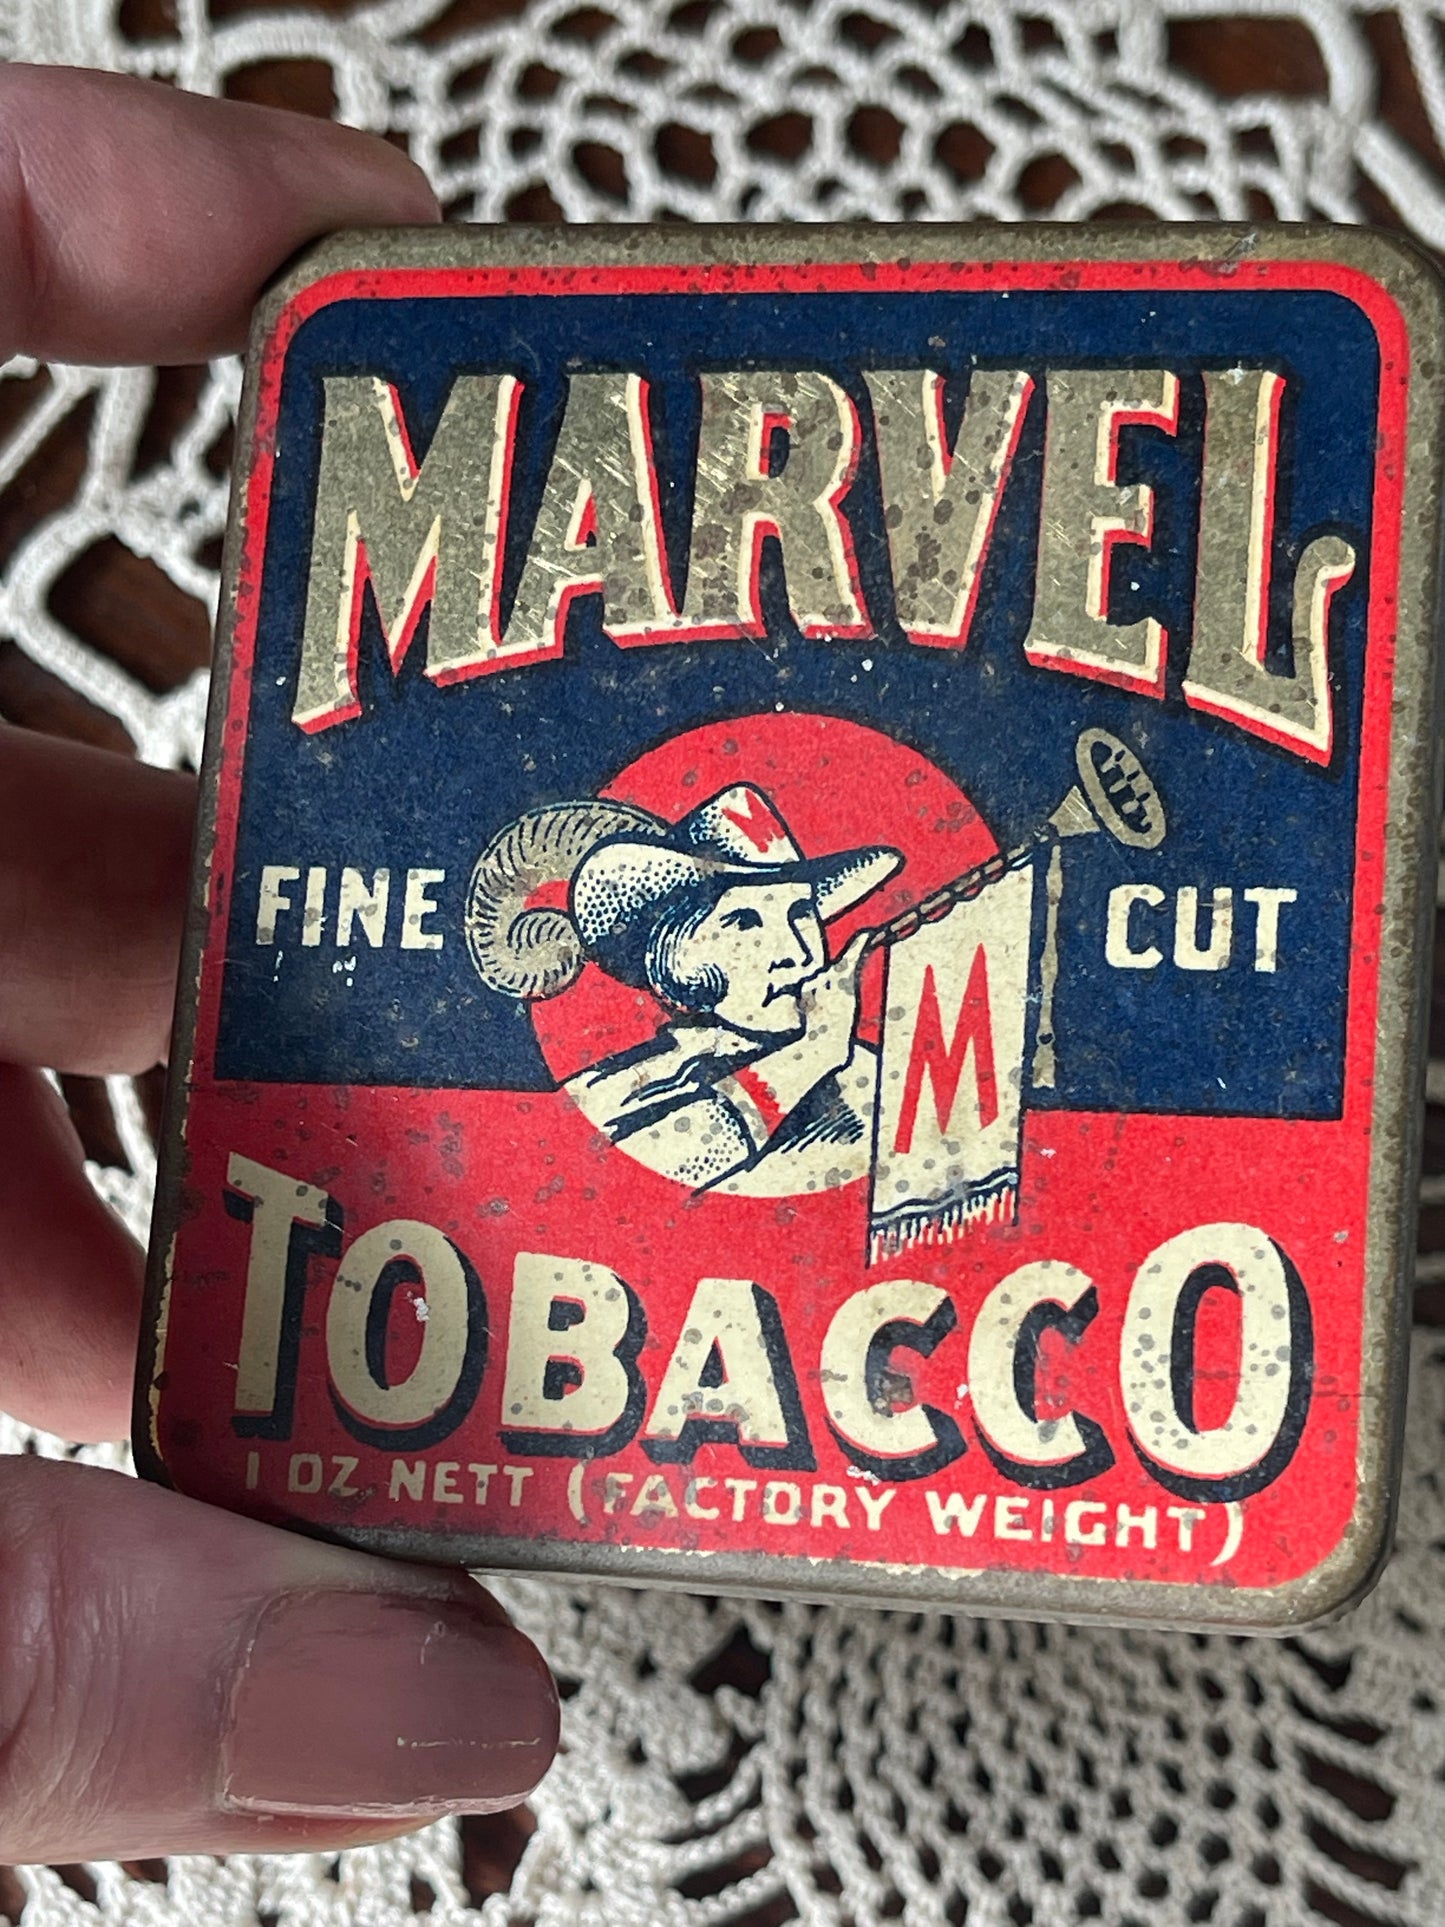 MARVEL
FINE CUT
M
TOBACCO
1 OZ NETT (FACTORY WEIGHT)